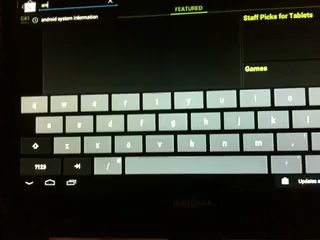 FEATURED
android system information
Staff Picks for Tablets
Games
q w e r t y u i o
a s d f g h j k l
z x c v b n m
?123 /
Updates a